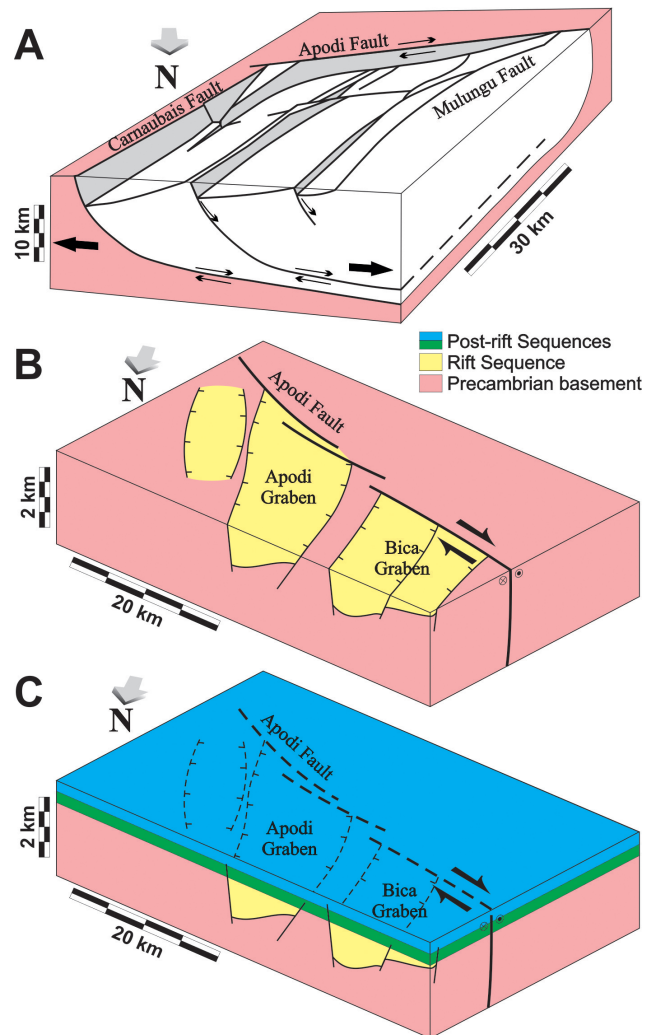 A
N
Apodi Fault
Carnaubais Fault
Mulungu Fault
10 km
30 km
Post-rift Sequences
Rift Sequence
Precambrian basement
B
N
Apodi Fault
Apodi
Graben
Bica
Graben
2 km
20 km
C
N
Apodi Fault
Apodi
Graben
Bica
Graben
2 km
20 km